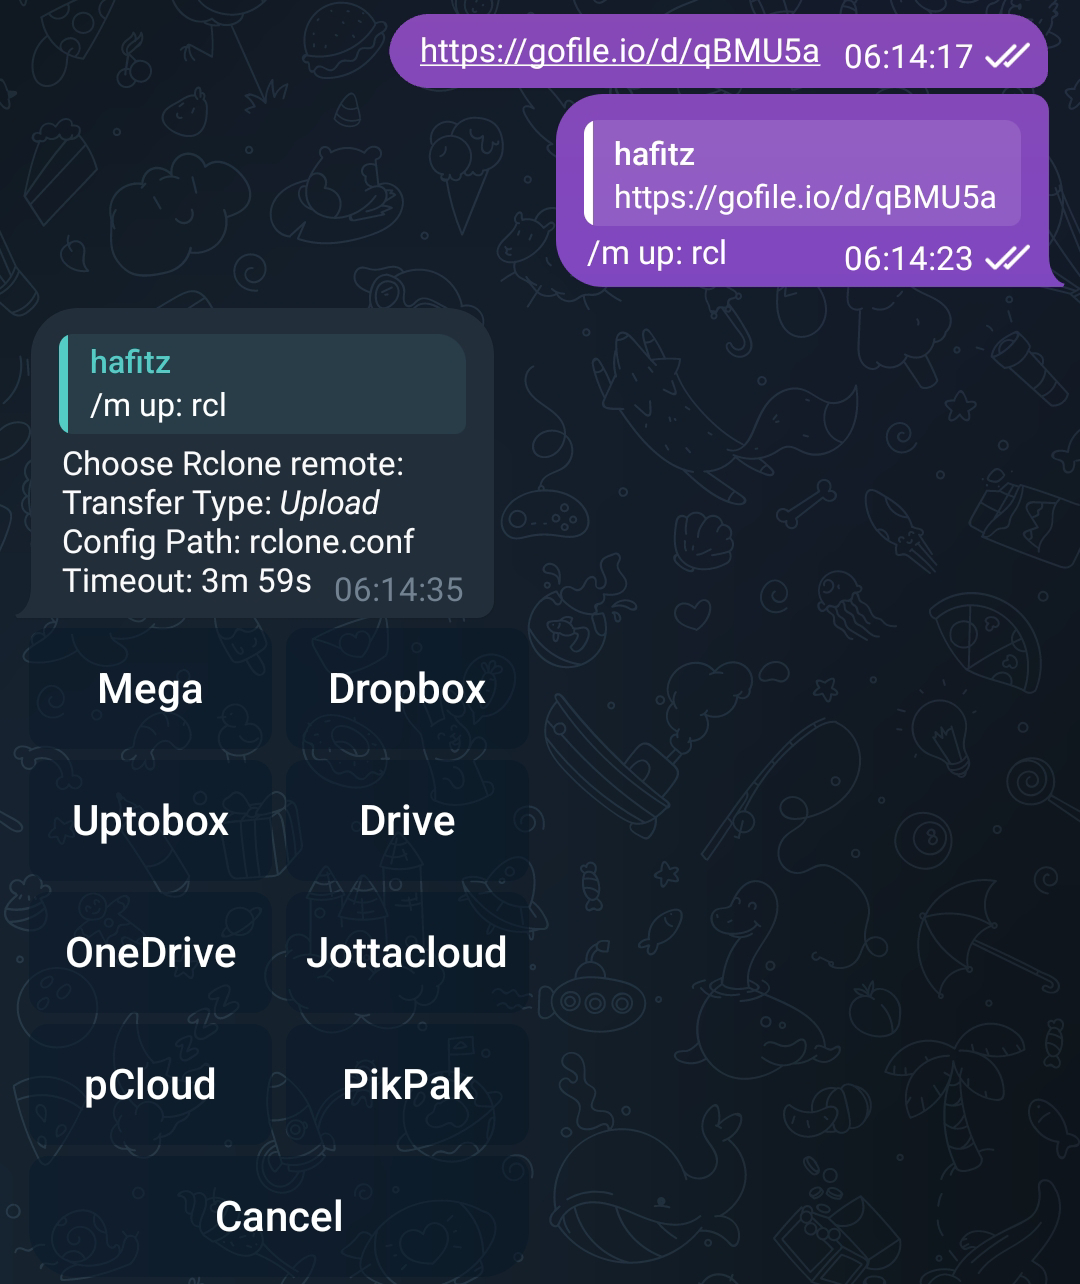 https://gofile.io/d/qBMU5a 06:14:17
hafitz
https://gofile.io/d/qBMU5a
/m up: rcl 06:14:23
hafitz
/m up: rcl
Choose Rclone remote:
Transfer Type: Upload
Config Path: rclone.conf
Timeout: 3m 59s 06:14:35
Mega Dropbox
Uptobox Drive
OneDrive Jottacloud
pCloud PikPak
Cancel